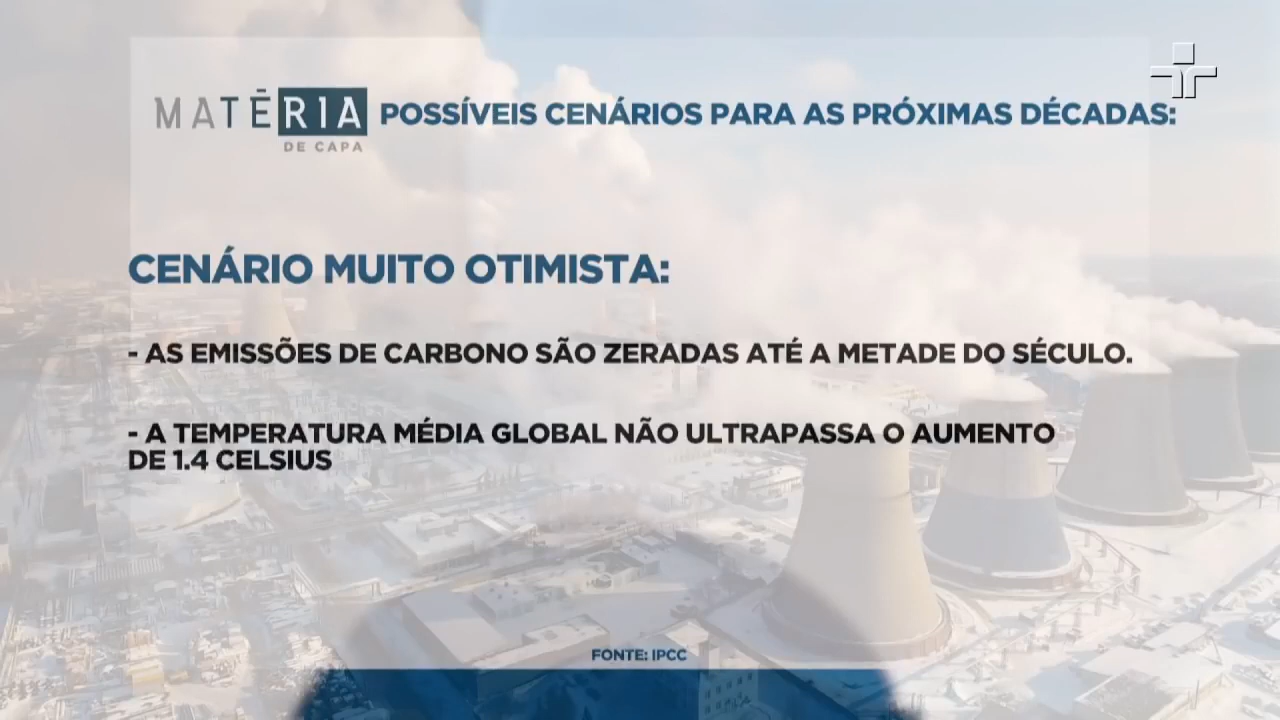 MATÉRIA POSSÍVEIS CENÁRIOS PARA AS PRÓXIMAS DÉCADAS:
DE CAPA
CENÁRIO MUITO OTIMISTA:
- AS EMISSÕES DE CARBONO SÃO ZERADAS ATÉ A METADE DO SÉCULO.
- A TEMPERATURA MÉDIA GLOBAL NÃO ULTRAPASSA O AUMENTO
DE 1.4 CELSIUS
FONTE: IPCC